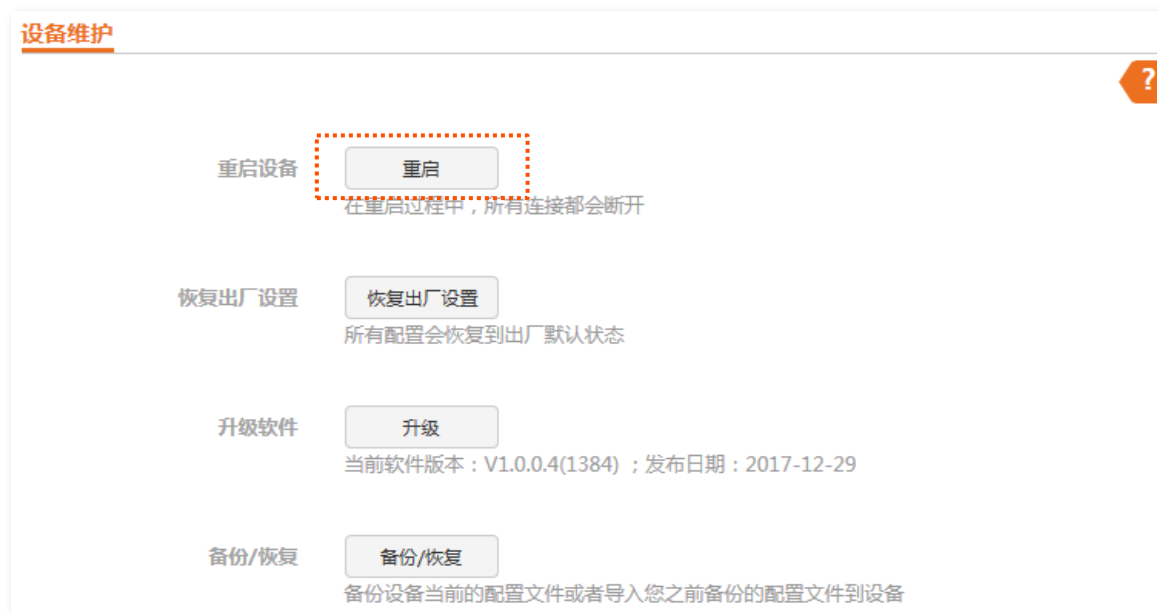 设备维护
?
重启设备 重启
在重启过程中，所有连接都会断开
恢复出厂设置 恢复出厂设置
所有配置会恢复到出厂默认状态
升级软件 升级
当前软件版本：V1.0.0.4(1384) ；发布日期：2017-12-29
备份/恢复 备份/恢复
备份设备当前的配置文件或者导入您之前备份的配置文件到设备